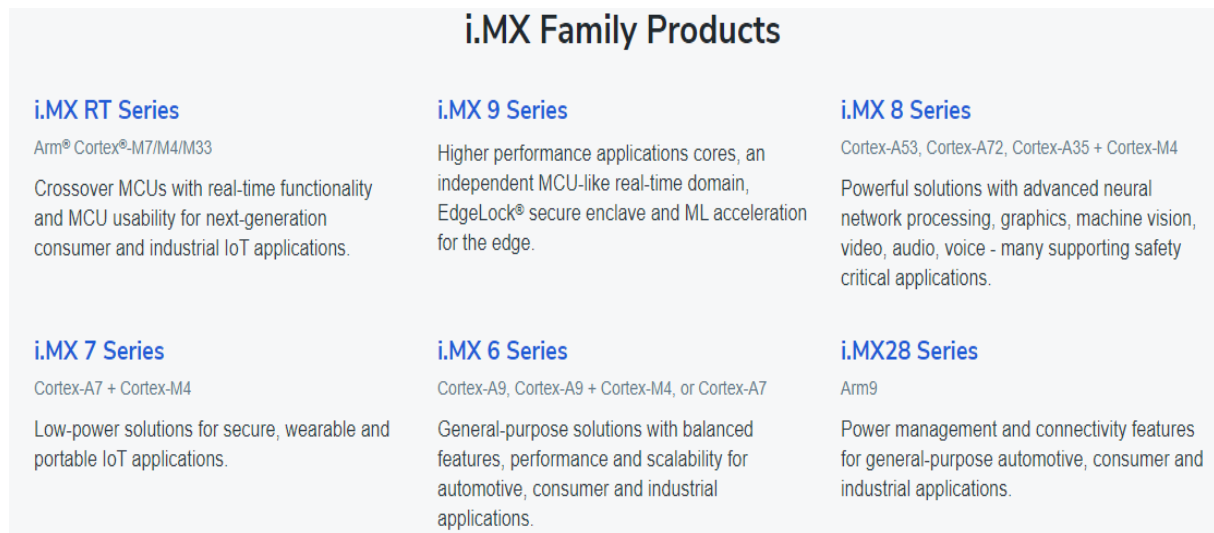 i.MX Family Products
i.MX RT Series
Arm® Cortex®-M7/M4/M33
Crossover MCUs with real-time functionality
and MCU usability for next-generation
consumer and industrial IoT applications.
i.MX 9 Series
Higher performance applications cores, an
independent MCU-like real-time domain,
EdgeLock® secure enclave and ML acceleration
for the edge.
i.MX 8 Series
Cortex-A53, Cortex-A72, Cortex-A35 + Cortex-M4
Powerful solutions with advanced neural
network processing, graphics, machine vision,
video, audio, voice - many supporting safety
critical applications.
i.MX 7 Series
Cortex-A7 + Cortex-M4
Low-power solutions for secure, wearable and
portable IoT applications.
i.MX 6 Series
Cortex-A9, Cortex-A9 + Cortex-M4, or Cortex-A7
General-purpose solutions with balanced
features, performance and scalability for
automotive, consumer and industrial
applications.
i.MX28 Series
Arm9
Power management and connectivity features
for general-purpose automotive, consumer and
industrial applications.